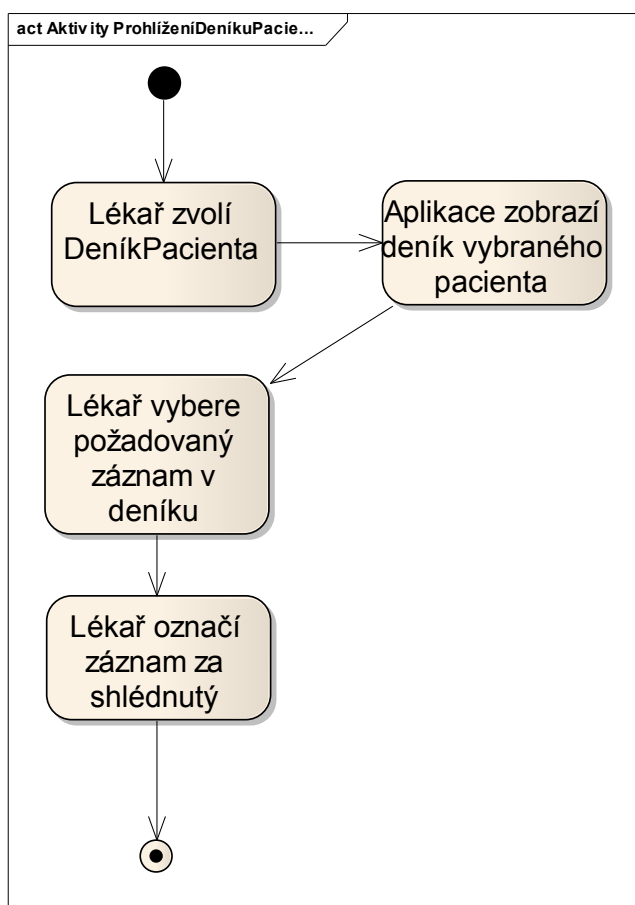 act Aktivity ProhlíženíDeníkuPacie...
Lékař zvolí
DeníkPacienta
Aplikace zobrazí
deník vybraného
pacienta
Lékař vybere
požadovaný
záznam v
deníku
Lékař označí
záznam za
shlédnutý